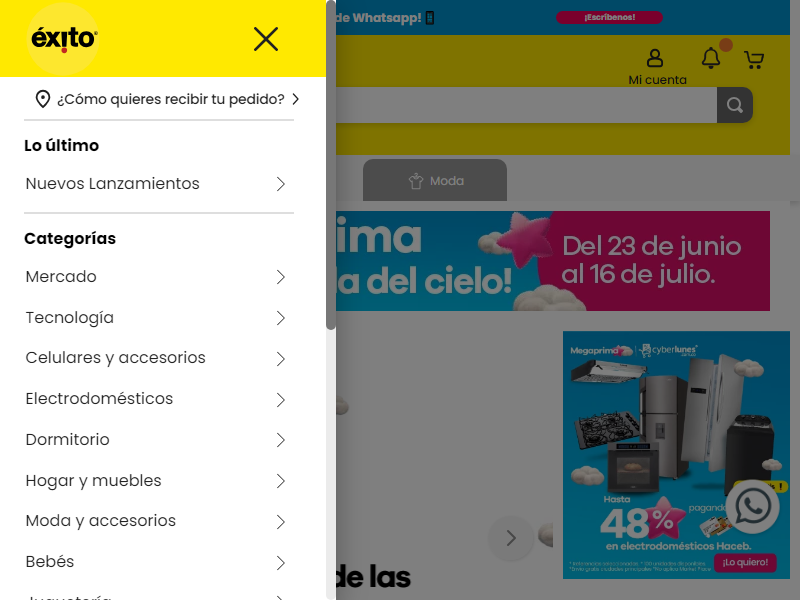 éxito
¿Cómo quieres recibir tu pedido?
Lo último
Nuevos Lanzamientos
Categorías
Mercado
Tecnología
Celulares y accesorios
Electrodomésticos
Dormitorio
Hogar y muebles
Moda y accesorios
Bebés
Juguetería
de Whatsapp!
¡Escríbenos!
Mi cuenta
Moda
ima
da del cielo!
Del 23 de junio
al 16 de julio.
Megaprima
cyberlunes
Hasta
48%
pagando
en electrodomésticos Haceb.
¡Lo quiero!
de las